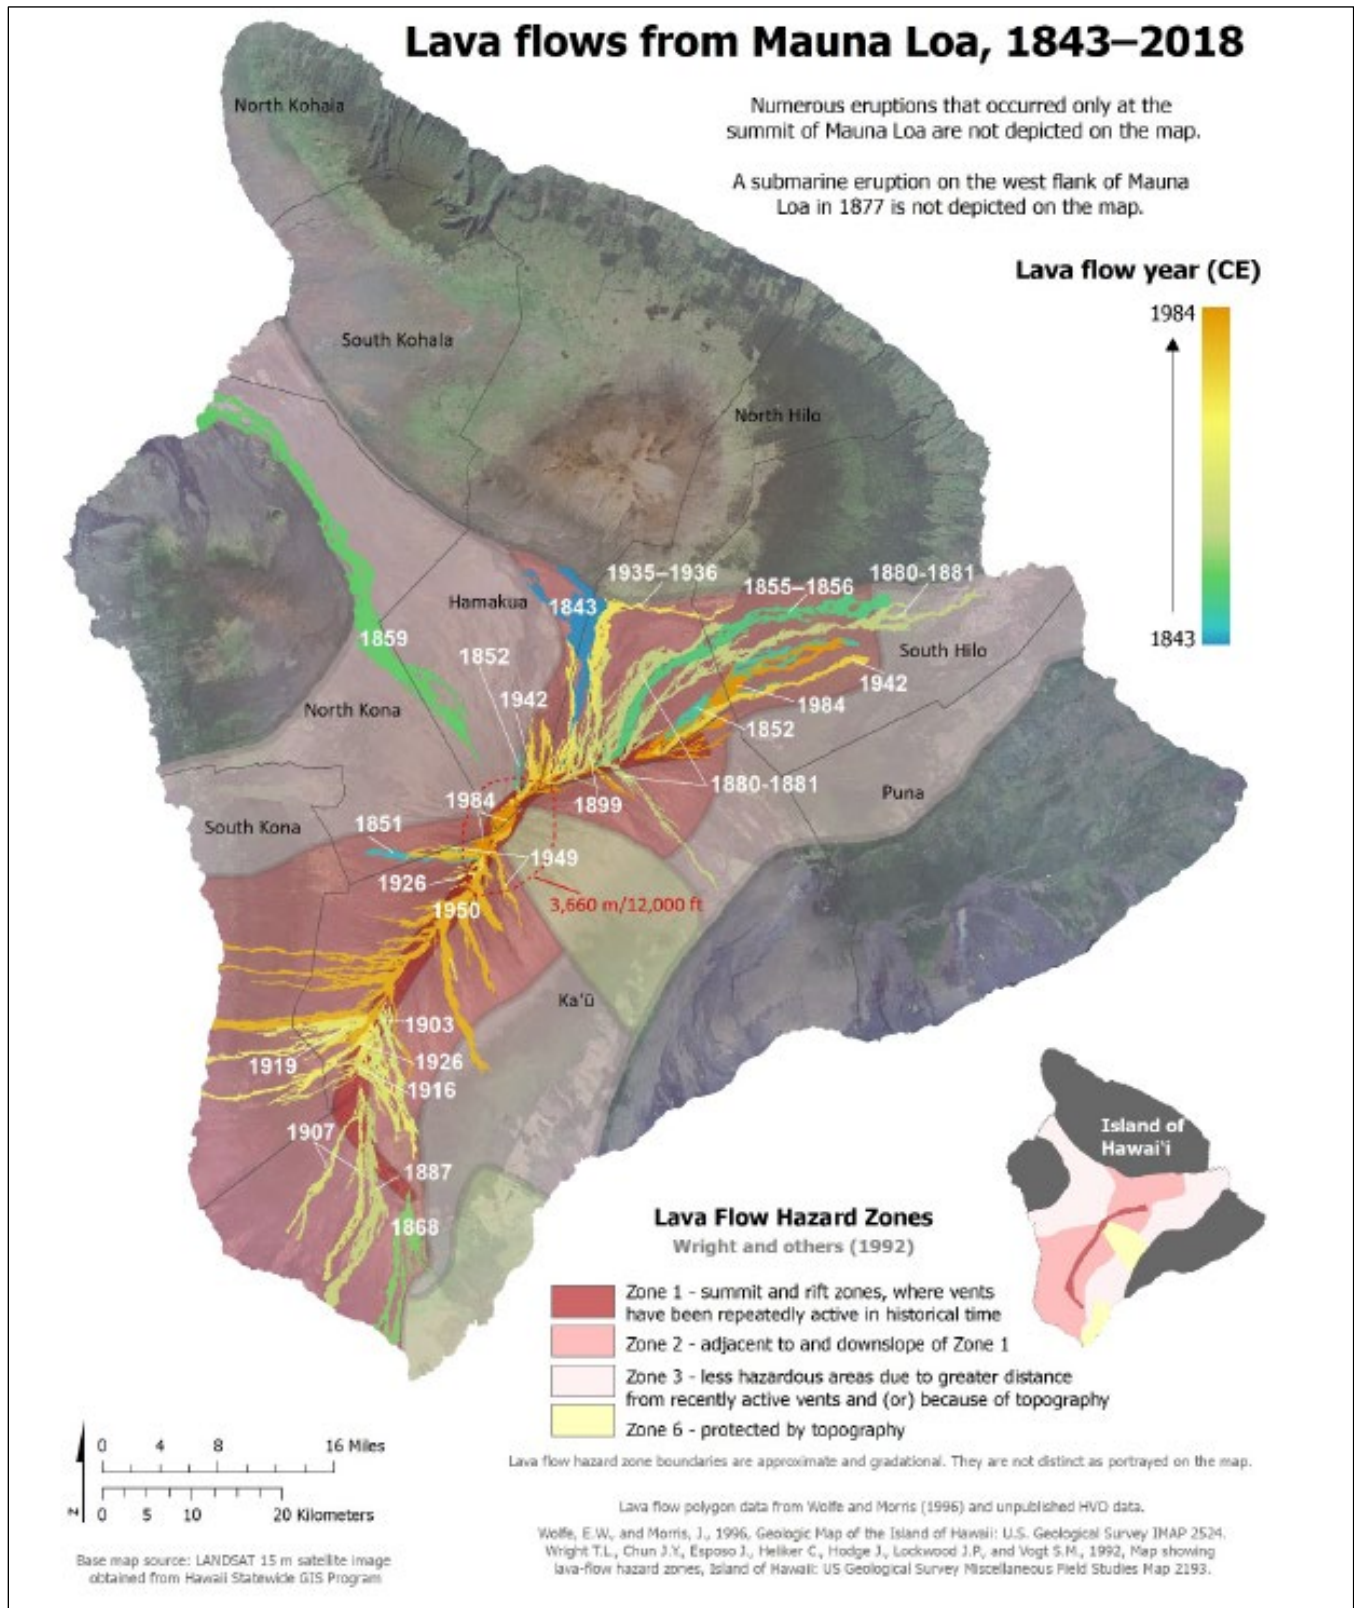 Lava flows from Mauna Loa, 1843–2018
Numerous eruptions that occurred only at the
summit of Mauna Loa are not depicted on the map.
A submarine eruption on the west flank of Mauna
Loa in 1877 is not depicted on the map.
Lava flow year (CE)
1984
1843
North Kohala
South Kohala
North Hilo
1935–1936
1855–1856
1880-1881
Hamakua
1843
1859
1852
South Hilo
1942
1942
North Kona
1984
1852
1880-1881
1984
1899
Puna
South Kona
1851
1949
1926
3,660 m/12,000 ft
1950
Ka'ū
1903
1919
1926
1916
1907
1887
1868
Island of
Hawai'i
Lava Flow Hazard Zones
Wright and others (1992)
Zone 1 - summit and rift zones, where vents
have been repeatedly active in historical time
Zone 2 - adjacent to and downslope of Zone 1
Zone 3 - less hazardous areas due to greater distance
from recently active vents and (or) because of topography
Zone 6 - protected by topography
Lava flow hazard zone boundaries are approximate and gradational. They are not distinct as portrayed on the map.
Lava flow polygon data from Wolfe and Morris (1996) and unpublished HVO data.
Wolfe, E.W., and Morris, J., 1996, Geologic Map of the Island of Hawaii: U.S. Geological Survey IMAP 2524.
Wright T.L., Chun J.Y., Esposo J., Heliker C., Hodge J., Lockwood J.P., and Vogt S.M., 1992, Map showing
lava-flow hazard zones, Island of Hawaii: US Geological Survey Miscellaneous Field Studies Map 2193.
0 4 8 16 Miles
N
0 5 10 20 Kilometers
Base map source: LANDSAT 15 m satellite image
obtained from Hawaii Statewide GIS Program